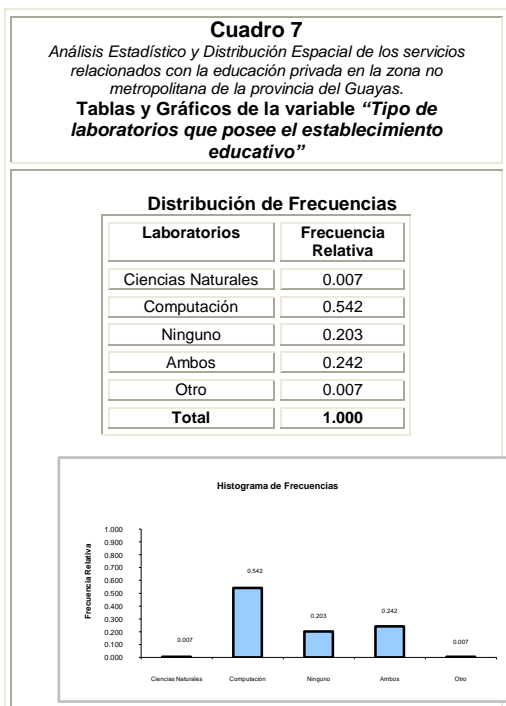 Cuadro 7
Análisis Estadístico y Distribución Espacial de los servicios
relacionados con la educación privada en la zona no
metropolitana de la provincia del Guayas.
Tablas y Gráficos de la variable “Tipo de
laboratorios que posee el establecimiento
educativo”
Distribución de Frecuencias
Laboratorios Frecuencia
Relativa
Ciencias Naturales 0.007
Computación 0.542
Ninguno 0.203
Ambos 0.242
Otro 0.007
Total 1.000
Histograma de Frecuencias
Frecuencia Relativa
1.000
0.900
0.800
0.700
0.600
0.500
0.400
0.300
0.200
0.100
0.000
0.007
0.542
0.203
0.242
0.007
Ciencias Naturales Computación Ninguno Ambos Otro